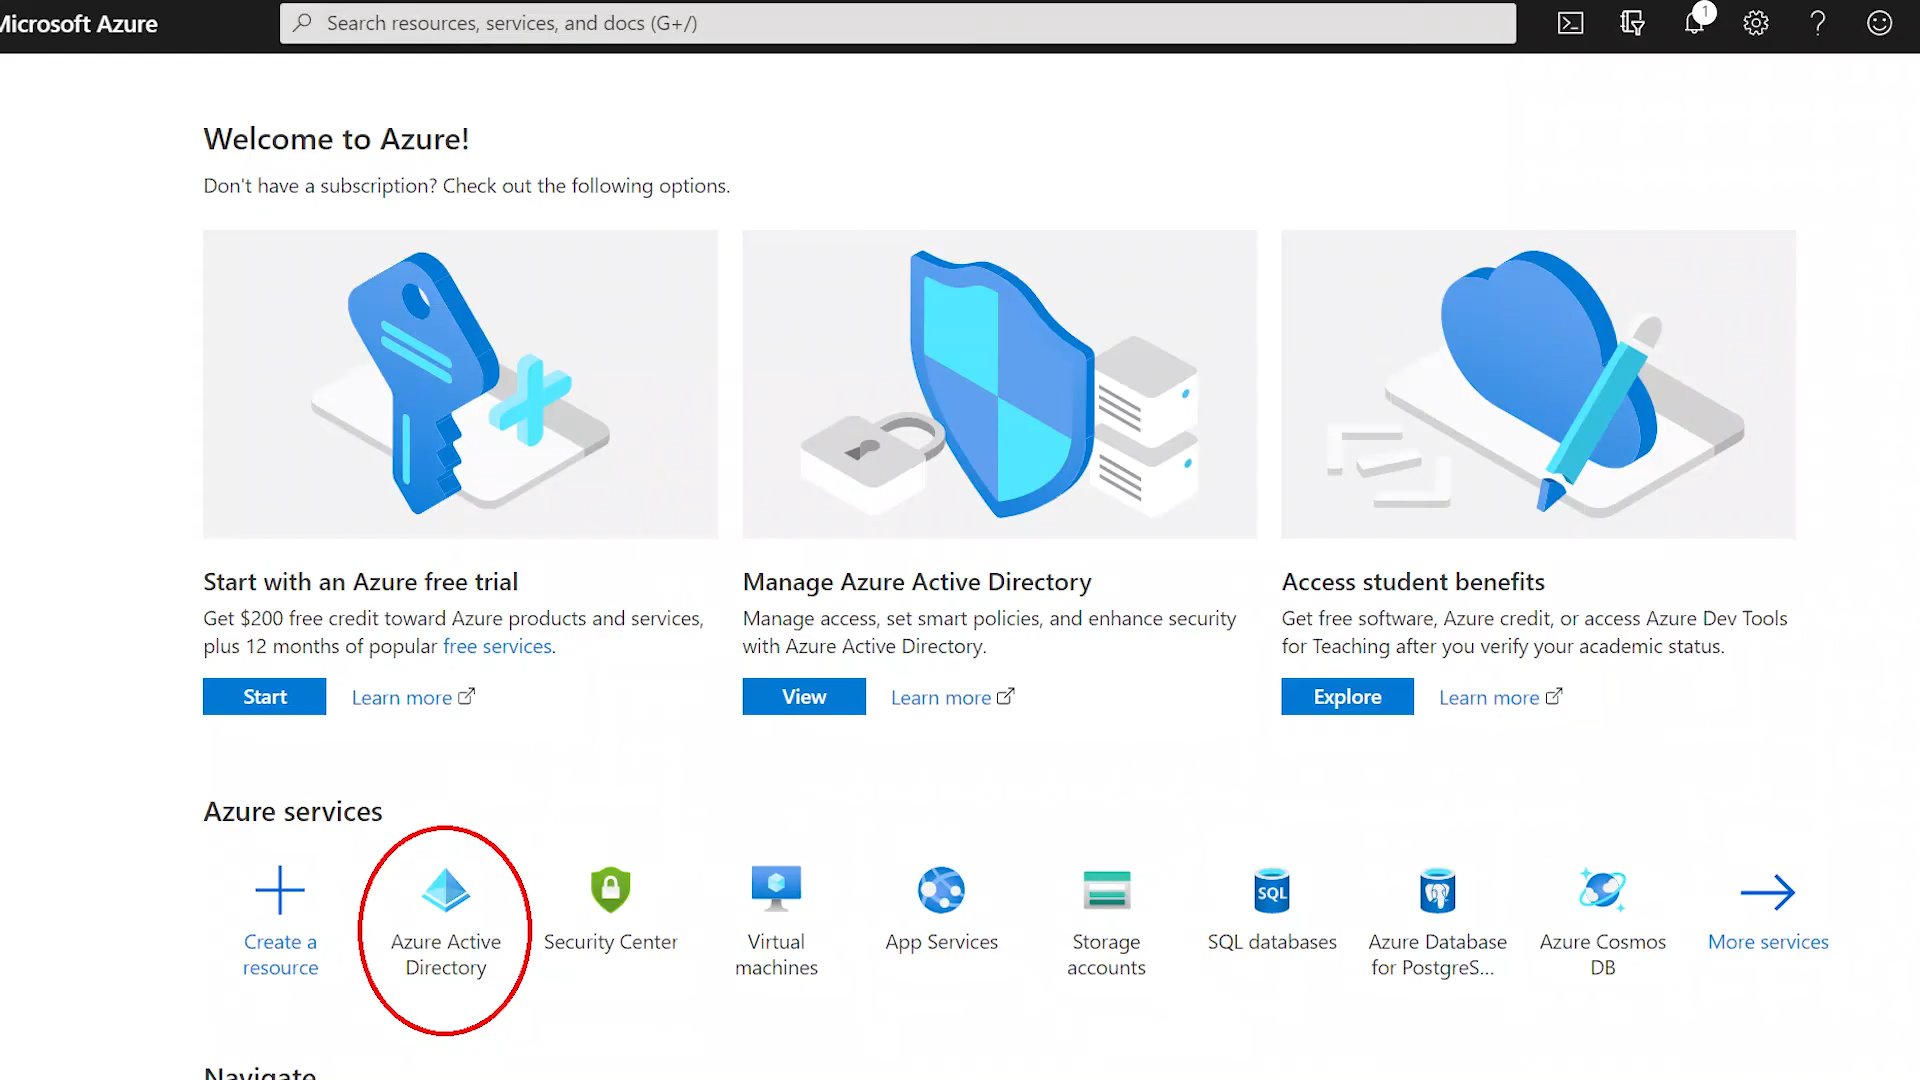 Microsoft Azure
Search resources, services, and docs (G+/)
1
Welcome to Azure!
Don't have a subscription? Check out the following options.
Start with an Azure free trial
Get $200 free credit toward Azure products and services,
plus 12 months of popular free services.
Start
Learn more
Manage Azure Active Directory
Manage access, set smart policies, and enhance security
with Azure Active Directory.
View
Learn more
Access student benefits
Get free software, Azure credit, or access Azure Dev Tools
for Teaching after you verify your academic status.
Explore
Learn more
Azure services
Create a
resource
Azure Active
Directory
Security Center
Virtual
machines
App Services
Storage
accounts
SQL
SQL databases
Azure Database
for PostgreS...
Azure Cosmos
DB
More services
Navigate